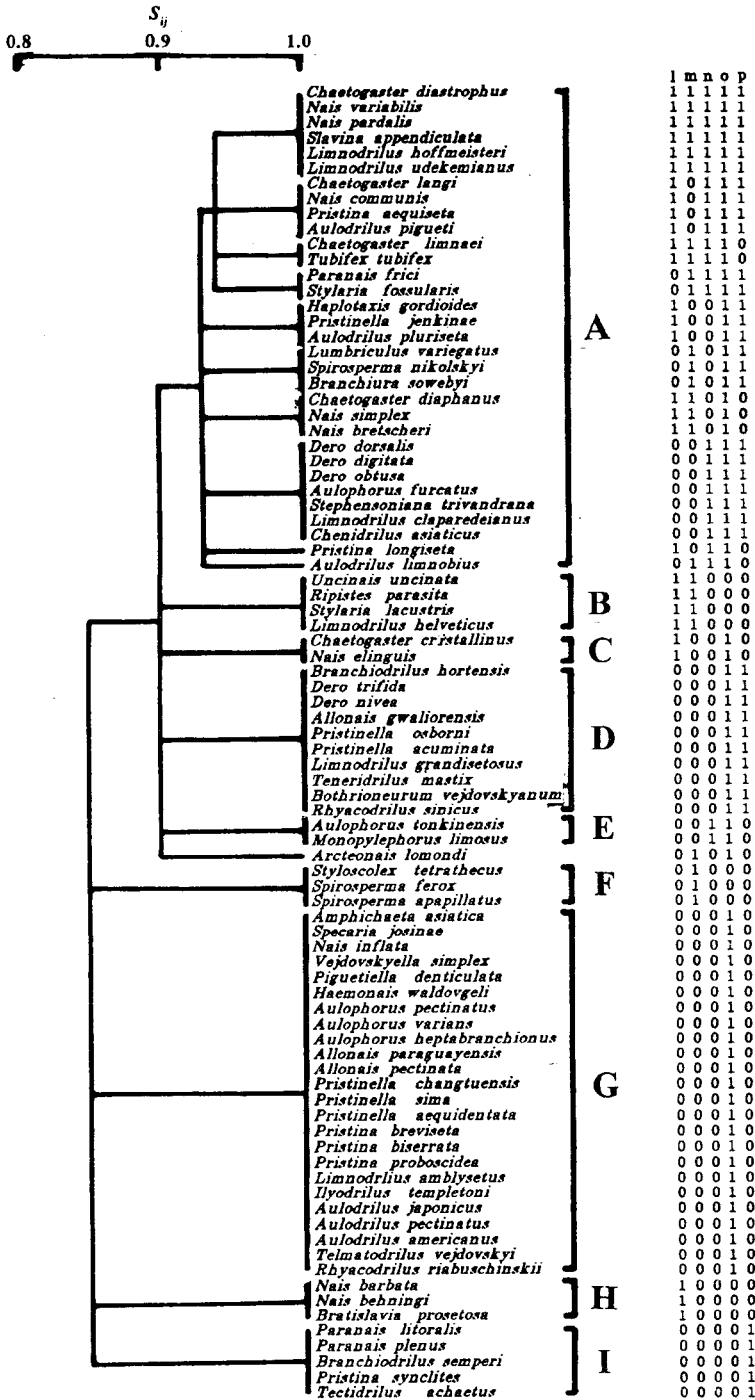 S ij
0.8 0.9 1.0
l m n o p
Chaetogaster diastrophus 1 1 1 1 1
Nais variabilis 1 1 1 1 1
Nais pardalis 1 1 1 1 1
Slavina appendiculata 1 1 1 1 1
Limnodrilus hoffmeisteri 1 1 1 1 1
Limnodrilus udekemianus 1 1 1 1 1
Chaetogaster langi 1 0 1 1 1
Nais communis 1 0 1 1 1
Pristina aequiseta 1 0 1 1 1
Aulodrilus pigueti 1 0 1 1 1
Chaetogaster limnaei 1 1 1 1 0
Tubifex tubifex 1 1 1 1 0
Paranais frici 0 1 1 1 1
Stylaria fossularis 0 1 1 1 1
Haplotaxis gordioides 1 0 0 1 1
Pristinella jenkinae 1 0 0 1 1
A
Aulodrilus pluriseta 1 0 0 1 1
Lumbriculus variegatus 0 1 0 1 1
Spirosperma nikolskyi 0 1 0 1 1
Branchiura sowebyi 0 1 0 1 1
Chaetogaster diaphanus 1 1 0 1 0
Nais simplex 1 1 0 1 0
Nais bretscheri 1 1 0 1 0
Dero dorsalis 0 0 1 1 1
Dero digitata 0 0 1 1 1
Dero obtusa 0 0 1 1 1
Aulophorus furcatus 0 0 1 1 1
Stephensoniana trivandrana 0 0 1 1 1
Limnodrilus claparedeianus 0 0 1 1 1
Chenidrilus asiaticus 0 0 1 1 1
Pristina longiseta 1 0 1 1 0
Aulodrilus limnobius 0 1 1 1 0
Uncinais uncinata 1 1 0 0 0
Ripistes parasita 1 1 0 0 0
B
Stylaria lacustris 1 1 0 0 0
Limnodrilus helveticus 1 1 0 0 0
Chaetogaster cristallinus 1 0 0 1 0
C
Nais elinguis 1 0 0 1 0
Branchiodrilus hortensis 0 0 0 1 1
Dero trifida 0 0 0 1 1
Dero nivea 0 0 0 1 1
Allonais gwaliorensis 0 0 0 1 1
Pristinella osborni 0 0 0 1 1
D
Pristinella acuminata 0 0 0 1 1
Limnodrilus grandisetosus 0 0 0 1 1
Teneridrilus mastix 0 0 0 1 1
Bothrioneurum vejdovskyanum 0 0 0 1 1
Rhyacodrilus sinicus 0 0 0 1 1
Aulophorus tonkinensis 0 0 1 1 0
E
Monopylephorus limosus 0 0 1 1 0
Arcteonais lomondi 0 1 0 1 0
Styloscolex tetrathecus 0 1 0 0 0
Spirosperma ferox 0 1 0 0 0
F
Spirosperma apapillatus 0 1 0 0 0
Amphichaeta asiatica 0 0 0 1 0
Specaria josinae 0 0 0 1 0
Nais inflata 0 0 0 1 0
Vejdovskyella simplex 0 0 0 1 0
Piguetiella denticulata 0 0 0 1 0
Haemonais waldovgeli 0 0 0 1 0
Aulophorus pectinatus 0 0 0 1 0
Aulophorus varians 0 0 0 1 0
Aulophorus heptabranchionus 0 0 0 1 0
Allonais paraguayensis 0 0 0 1 0
Allonais pectinata 0 0 0 1 0
Pristinella changtuensis 0 0 0 1 0
G
Pristinella sima 0 0 0 1 0
Pristinella aequidentata 0 0 0 1 0
Pristina breviseta 0 0 0 1 0
Pristina biserrata 0 0 0 1 0
Pristina proboscidea 0 0 0 1 0
Limnodrlius amblysetus 0 0 0 1 0
Ilyodrilus templetoni 0 0 0 1 0
Aulodrilus japonicus 0 0 0 1 0
Aulodrilus pectinatus 0 0 0 1 0
Aulodrilus americanus 0 0 0 1 0
Telmatodrilus vejdovskyi 0 0 0 1 0
Rhyacodrilus riabuschinskii 0 0 0 1 0
Nais barbata 1 0 0 0 0
Nais behningi 1 0 0 0 0
H
Bratislavia prosetosa 1 0 0 0 0
Paranais litoralis 0 0 0 0 1
Paranais plenus 0 0 0 0 1
Branchiodrilus semperi 0 0 0 0 1
I
Pristina synclites 0 0 0 0 1
Tectidrilus achaetus 0 0 0 0 1